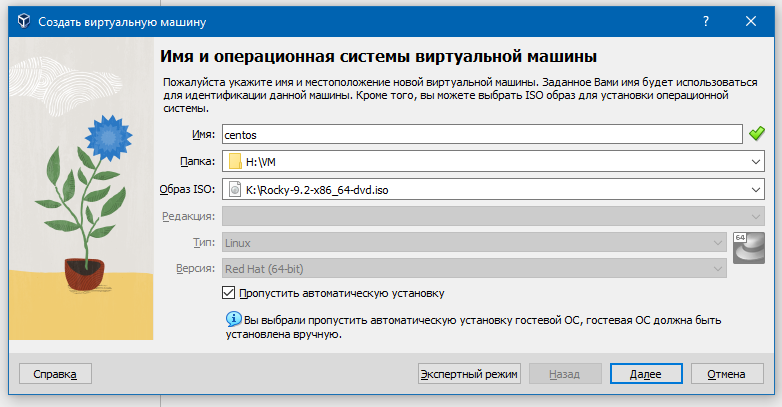 Создать виртуальную машину
?
Имя и операционная системы виртуальной машины
Пожалуйста укажите имя и местоположение новой виртуальной машины. Заданное Вами имя будет использоваться
для идентификации данной машины. Кроме того, вы можете выбрать ISO образ для установки операционной
системы.
Имя: centos
Папка: H:\VM
Образ ISO: K:\Rocky-9.2-x86_64-dvd.iso
Редакция:
Тип: Linux
64
Версия: Red Hat (64-bit)
Пропустить автоматическую установку
Вы выбрали пропустить автоматическую установку гостевой ОС, гостевая ОС должна быть
установлена вручную.
Справка Экспертный режим Назад Далее Отмена